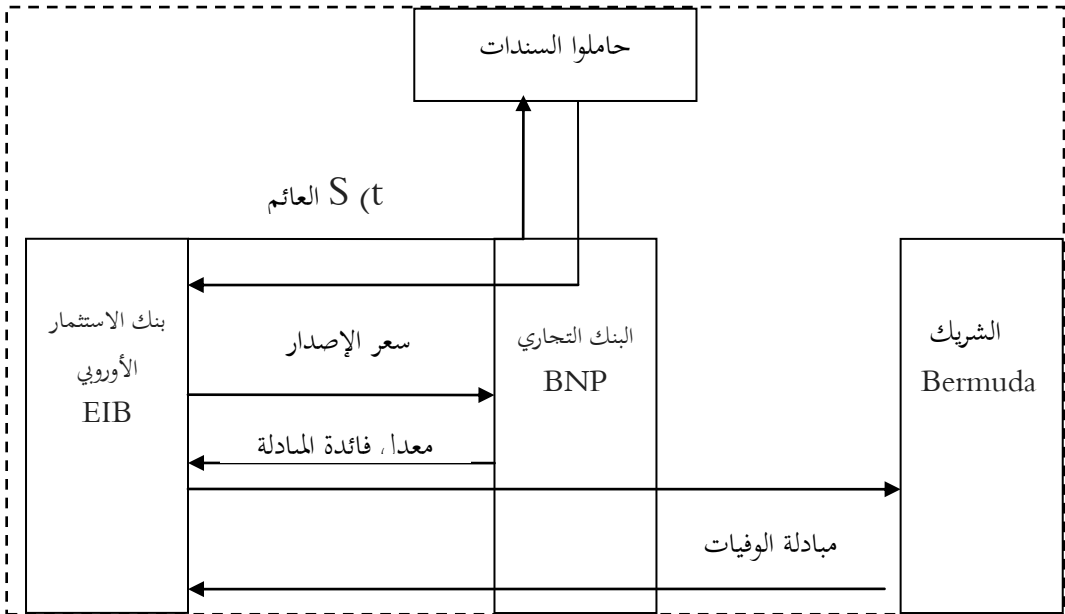 حاملوا السندات
S (t العائم
بنك الاستثمار
الأوروبي
EIB
سعر الإصدار
البنك التجاري
BNP
الشريك
Bermuda
معدل فائدة المبادلة
مبادلة الوفيات